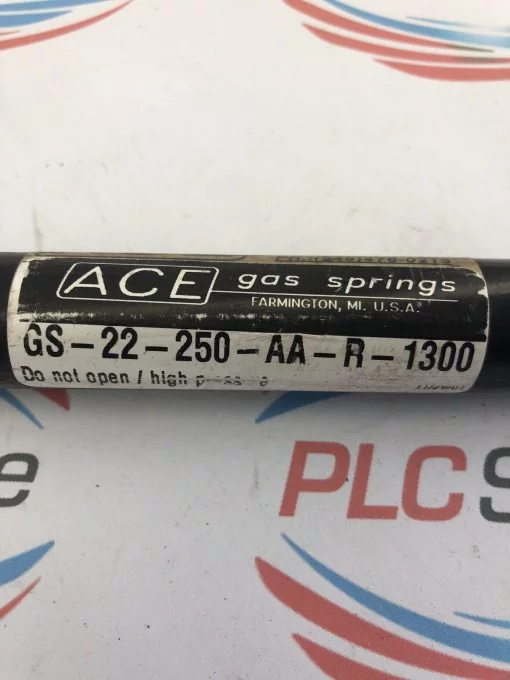 ACE gas springs
FARMINGTON, MI. U.S.A.
GS-22-250-AA-R-1300
Do not open / high
e PLC S